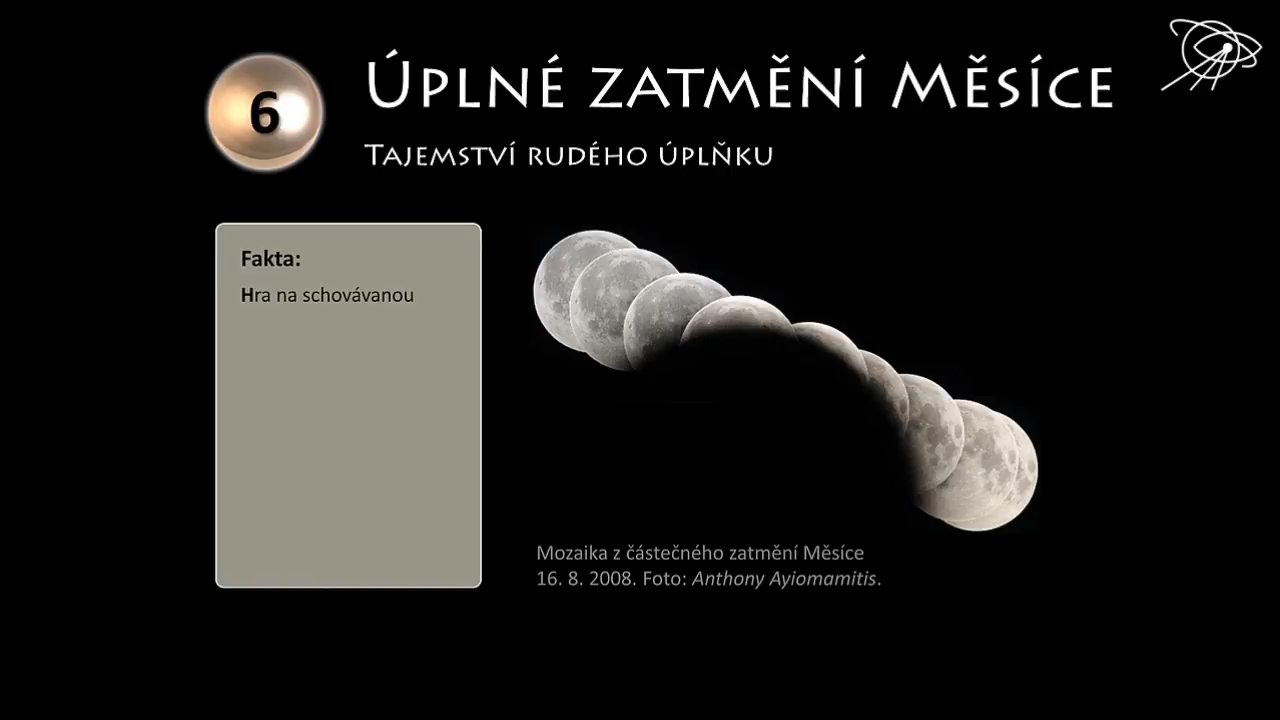 6
Úplné zatmění Měsíce
Tajemství rudého úplňku
Fakta:
Hra na schovávanou
Mozaika z částečného zatmění Měsíce
16. 8. 2008. Foto: Anthony Ayiomamitis.